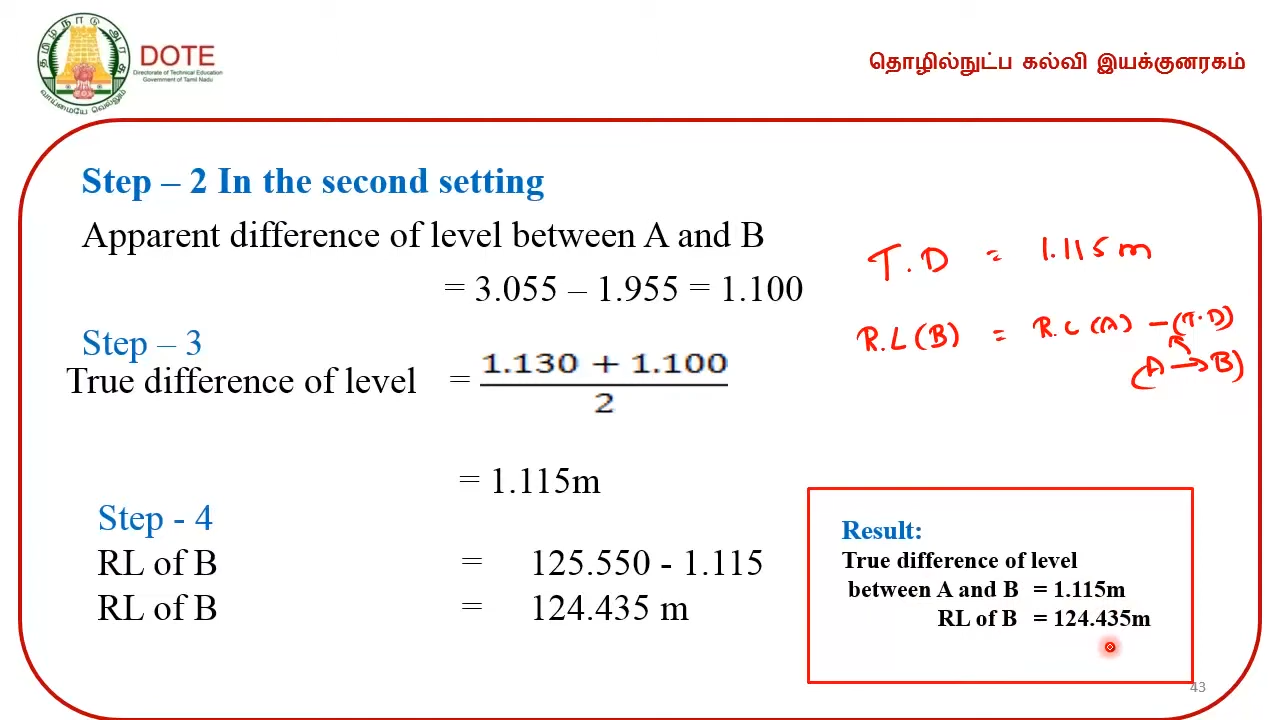 தமிழ்நாடு அரசு
வாய்மையே வெல்லும்
DOTE
Directorate of Technical Education
Government of Tamil Nadu
தொழில்நுட்ப கல்வி இயக்குனரகம்
Step – 2 In the second setting
Apparent difference of level between A and B
= 3.055 – 1.955 = 1.100
Step – 3
True difference of level = 1.130 + 1.100
2
= 1.115m
Step - 4
RL of B = 125.550 - 1.115
RL of B = 124.435 m
T.D = 1.115 m
R.L (B) = R.L (A) – (T.D)
(A → B)
Result:
True difference of level
between A and B = 1.115m
RL of B = 124.435m
43